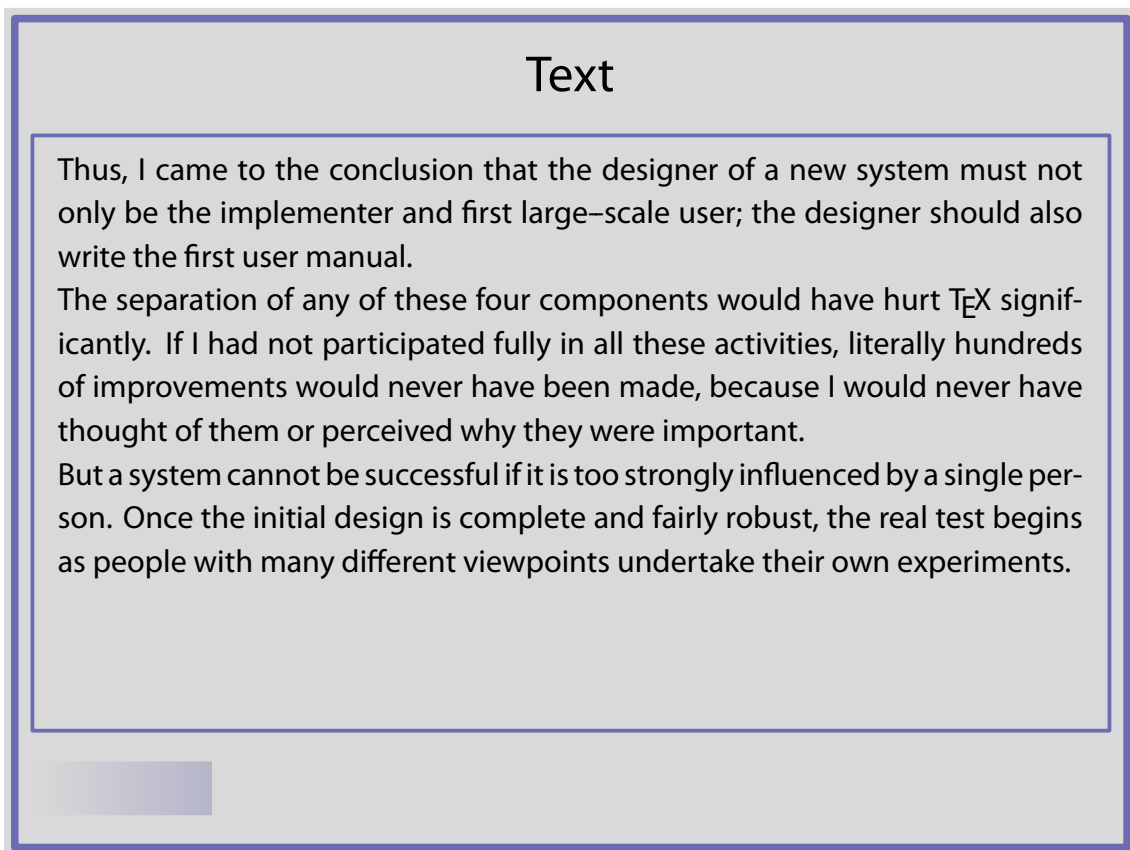 Text
Thus, I came to the conclusion that the designer of a new system must not
only be the implementer and first large–scale user; the designer should also
write the first user manual.
The separation of any of these four components would have hurt TEX signif-
icantly. If I had not participated fully in all these activities, literally hundreds
of improvements would never have been made, because I would never have
thought of them or perceived why they were important.
But a system cannot be successful if it is too strongly influenced by a single per-
son. Once the initial design is complete and fairly robust, the real test begins
as people with many different viewpoints undertake their own experiments.